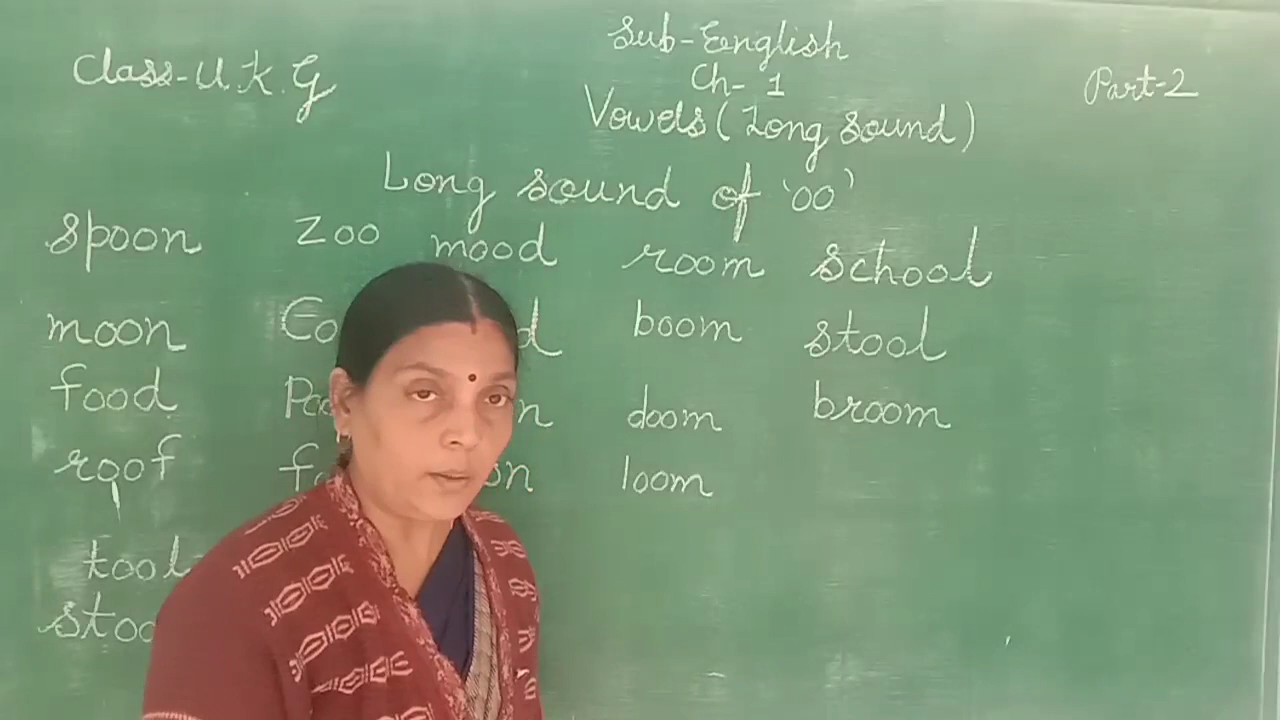 Sub-English
Class-U.K.G
Ch-1
Part-2
Vowels (Long sound)
Long sound of 'oo'
spoon zoo mood room school
moon boom stool
food doom broom
roof loom
tool